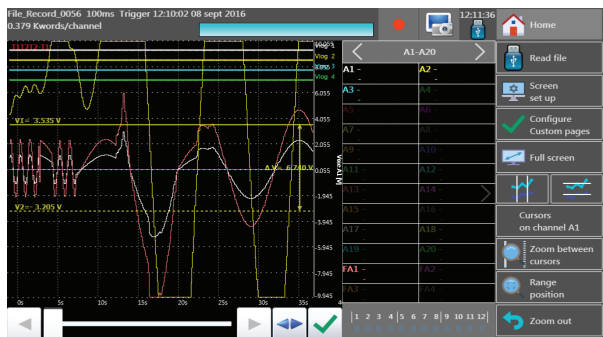 File_Record_0056 100ms Trigger 12:10:02 08 sept 2016
0.379 Kwords/channel
12:11:36
Home
Read file
Screen
set up
Configure
Custom pages
Full screen
Cursors
on channel A1
Zoom between
cursors
Range
position
Zoom out
Vlog 2
Vlog 4
6.055
4.055
2.055
0.055
-1.945
-3.945
-5.945
-7.945
-9.945
V1= 3.535 V
V2=- 3.205 V
6.740 V
0s 5s 10s 15s 20s 25s 30s 35s 4
A1-A20
A1 - A2 -
A3 - A4 -
A5 - A6 -
A7 - A8 -
A9 - A10 -
A11 - A12 -
A13 - A14 -
A15 - A16 -
A17 - A18 -
A19 - A20 -
FA1 - FA2 -
FA3 - FA4 -
1 2 3 4 5 6 7 8 9 10 11 12